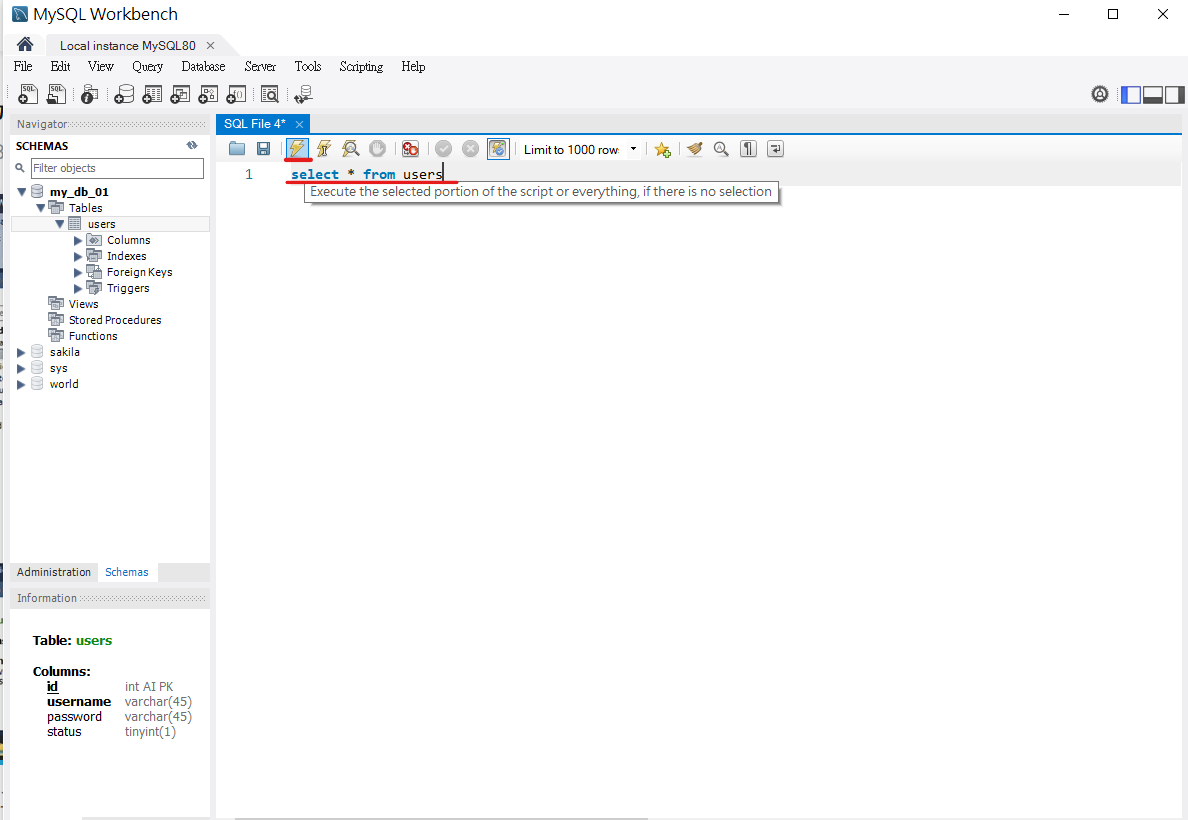 MySQL Workbench
Local instance MySQL80
File Edit View Query Database Server Tools Scripting Help
Navigator
SCHEMAS
Filter objects
my_db_01
Tables
users
Columns
Indexes
Foreign Keys
Triggers
Views
Stored Procedures
Functions
sakila
sys
world
Administration Schemas
Information
Table: users
Columns:
id int AI PK
username varchar(45)
password varchar(45)
status tinyint(1)
SQL File 4*
Limit to 1000 row
1 select * from users
Execute the selected portion of the script or everything, if there is no selection